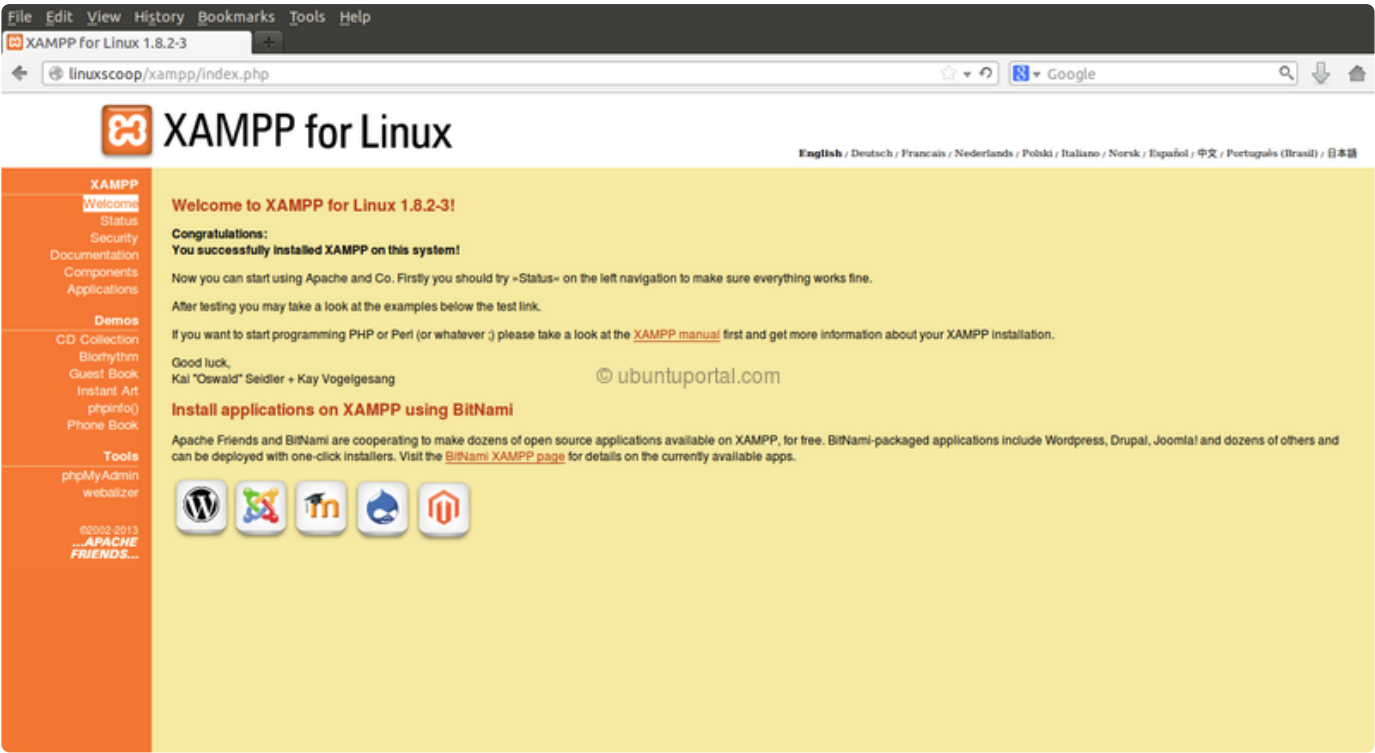 File Edit View History Bookmarks Tools Help
XAMPP for Linux 1.8.2-3
linuxscoop/xampp/index.php
Google
XAMPP for Linux
English / Deutsch / Francais / Nederlands / Polski / Italiano / Norsk / Español / 中文 / Português (Brasil) / 日本語
XAMPP
Welcome
Status
Security
Documentation
Components
Applications
Demos
CD Collection
Biorhythm
Guest Book
Instant Art
phpinfo()
Phone Book
Tools
phpMyAdmin
webalizer
©2002-2013
...APACHE
FRIENDS...
Welcome to XAMPP for Linux 1.8.2-3!
Congratulations:
You successfully installed XAMPP on this system!
Now you can start using Apache and Co. Firstly you should try »Status« on the left navigation to make sure everything works fine.
After testing you may take a look at the examples below the test link.
If you want to start programming PHP or Perl (or whatever ;) please take a look at the XAMPP manual first and get more information about your XAMPP installation.
Good luck,
Kai "Oswald" Seidler + Kay Vogelgesang
© ubuntuportal.com
Install applications on XAMPP using BitNami
Apache Friends and BitNami are cooperating to make dozens of open source applications available on XAMPP, for free. BitNami-packaged applications include Wordpress, Drupal, Joomla! and dozens of others and
can be deployed with one-click installers. Visit the BitNami XAMPP page for details on the currently available apps.